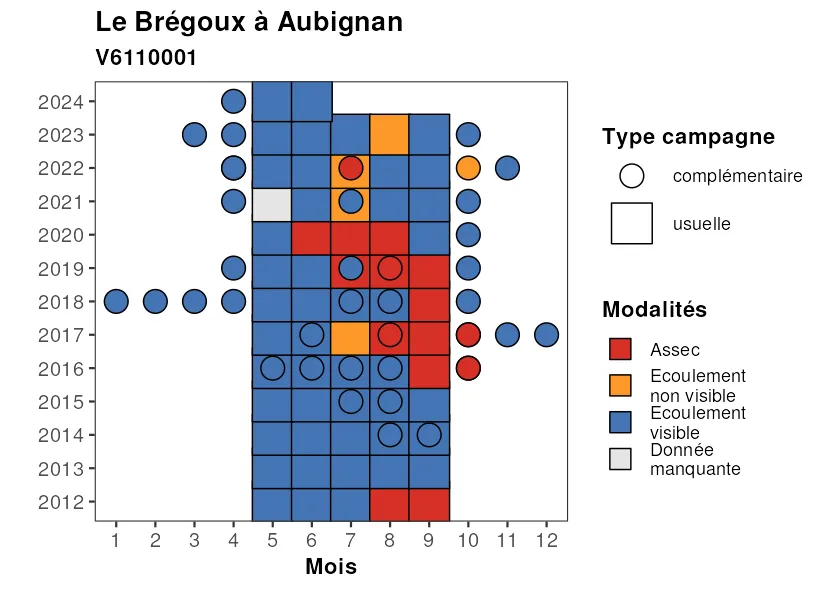 Le Brégoux à Aubignan
V6110001
2024
2023
2022
2021
2020
2019
2018
2017
2016
2015
2014
2013
2012
1 2 3 4 5 6 7 8 9 10 11 12
Mois
Type campagne
complémentaire
usuelle
Modalités
Assec
Ecoulement
non visible
Ecoulement
visible
Donnée
manquante